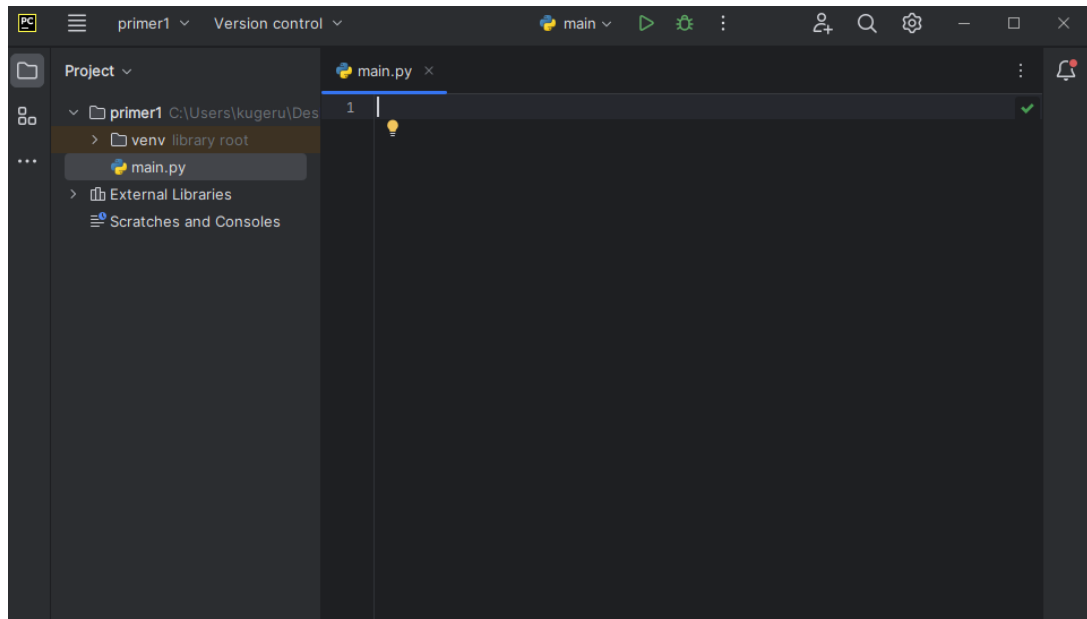 PC primer1 Version control main
Project
main.py
primer1 C:\Users\kugeru\Des
venv library root
main.py
External Libraries
Scratches and Consoles
1